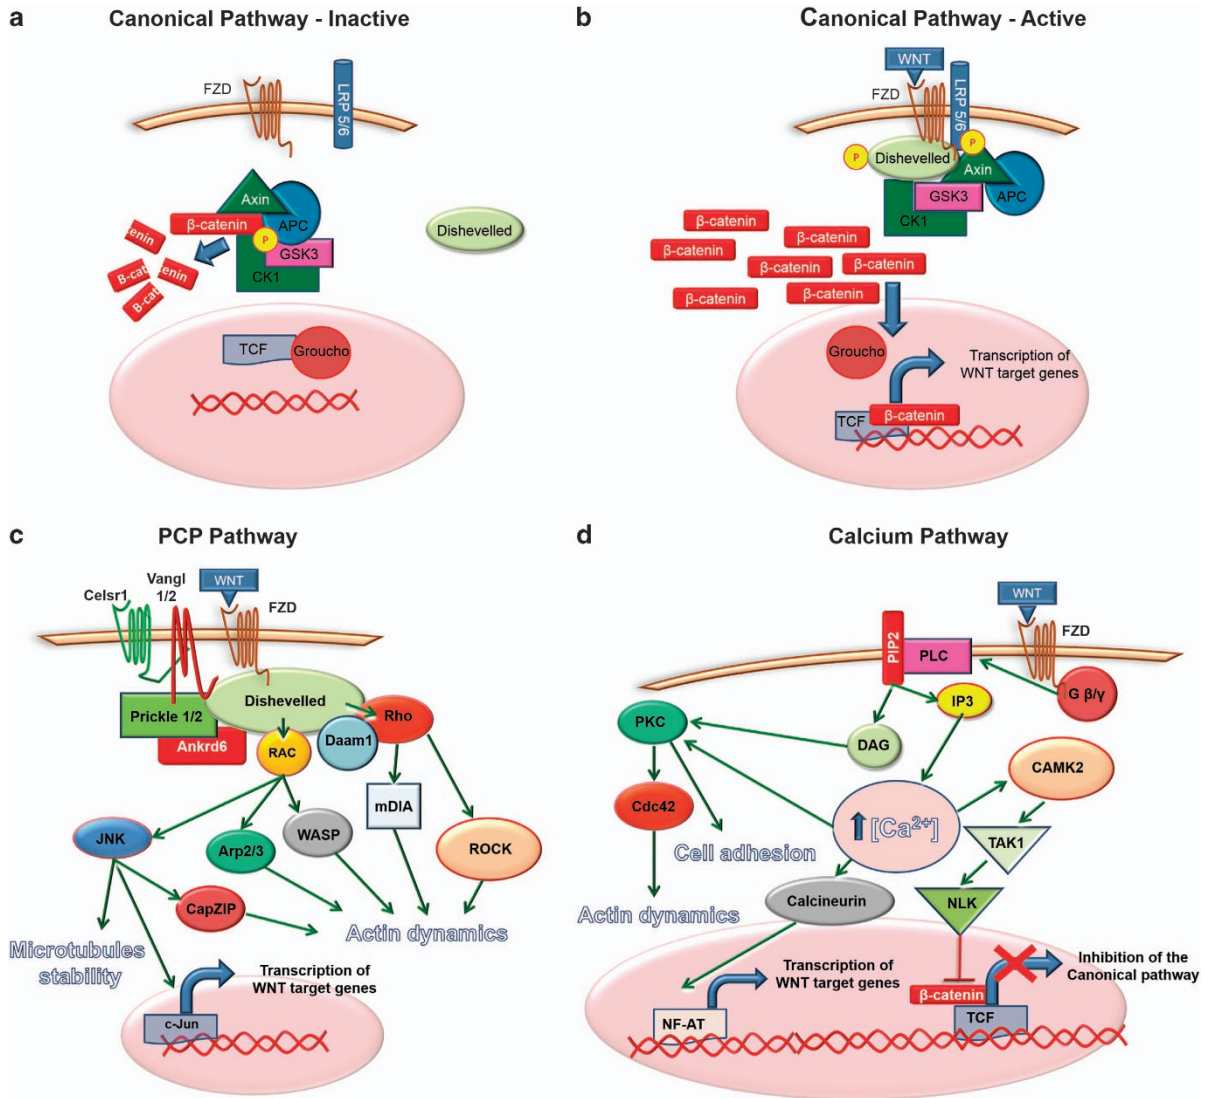 a
Canonical Pathway - Inactive
FZD
LRP 5/6
Axin
APC
β-catenin
P
GSK3
CK1
enin
B-cat
enin
B-cat
Dishevelled
TCF
Groucho
b
Canonical Pathway - Active
WNT
FZD
LRP 5/6
P
Dishevelled
P
Axin
GSK3
APC
CK1
β-catenin
β-catenin
β-catenin
β-catenin
β-catenin
β-catenin
β-catenin
Groucho
Transcription of
WNT target genes
TCF
β-catenin
c
PCP Pathway
Celsr1
Vangl
1/2
WNT
FZD
Dishevelled
Prickle 1/2
Ankrd6
RAC
Daam1
Rho
mDIA
JNK
Arp2/3
WASP
ROCK
CapZIP
Microtubules
stability
Actin dynamics
Transcription of
WNT target genes
c-Jun
d
Calcium Pathway
WNT
FZD
PIP2
PLC
G β/γ
IP3
PKC
DAG
CAMK2
Cdc42
[Ca2+]
TAK1
Cell adhesion
Calcineurin
NLK
Actin dynamics
Transcription of
WNT target genes
Inhibition of the
Canonical pathway
β-catenin
NF-AT
TCF